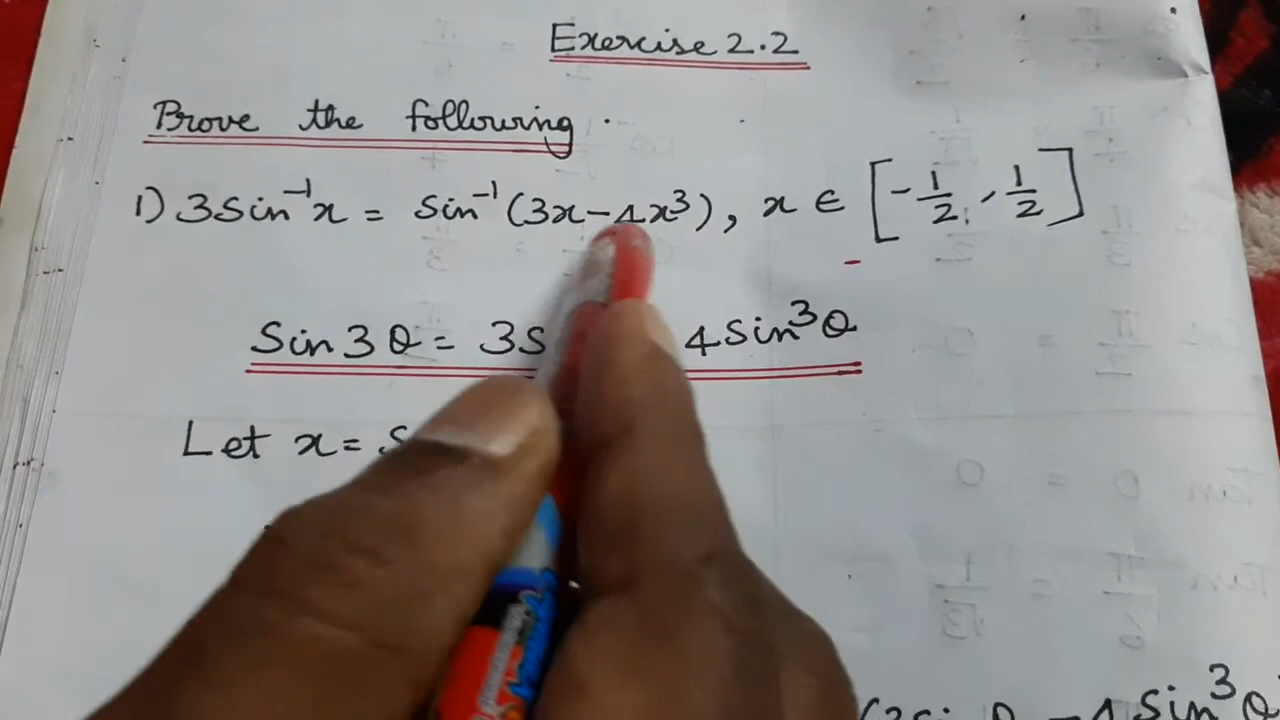 Exercise 2.2
Prove the following.
1) 3sin⁻¹x = sin⁻¹(3x-4x³), x ∈ [-1/2, 1/2]
Sin3θ = 3s 4sin³θ
Let x = s
-4sin³θ